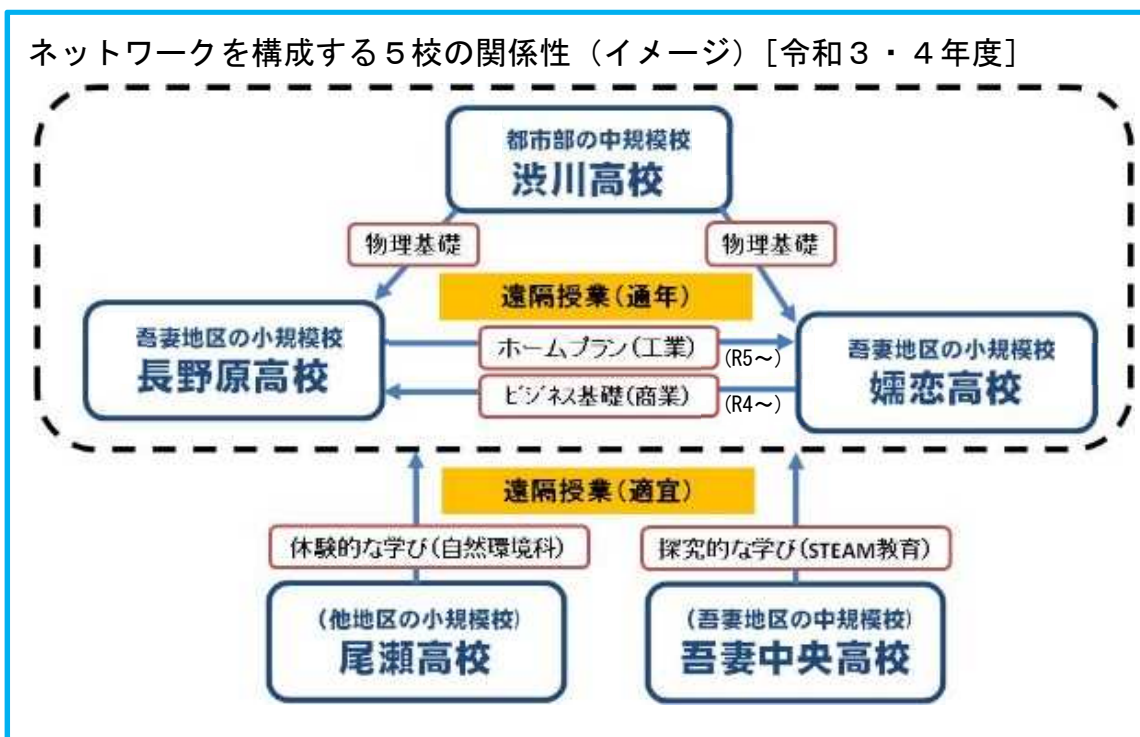 ネットワークを構成する５校の関係性（イメージ）［令和３・４年度］
都市部の中規模校
渋川高校
物理基礎
物理基礎
遠隔授業（通年）
吾妻地区の小規模校
長野原高校
ホームプラン（工業）
(R5～)
ビジネス基礎（商業）
(R4～)
吾妻地区の小規模校
嬬恋高校
遠隔授業（適宜）
体験的な学び（自然環境科）
探究的な学び（STEAM教育）
（他地区の小規模校）
尾瀬高校
（吾妻地区の中規模校）
吾妻中央高校